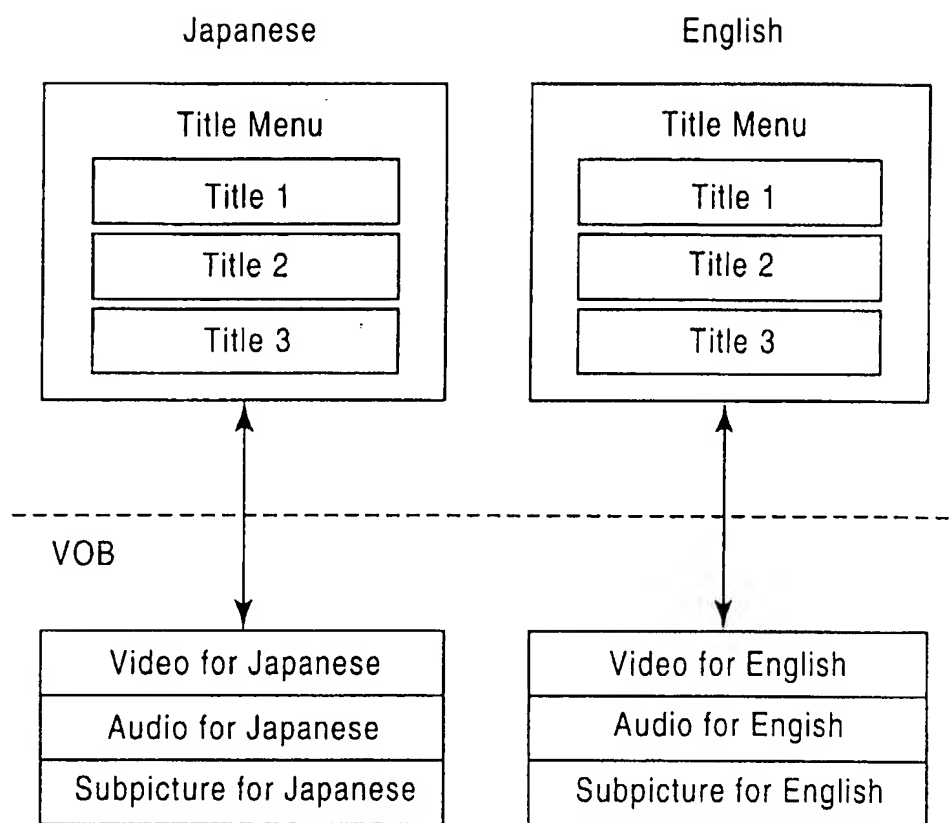 Japanese
English
Title Menu
Title 1
Title 2
Title 3
Title Menu
Title 1
Title 2
Title 3
VOB
Video for Japanese
Audio for Japanese
Subpicture for Japanese
Video for English
Audio for Engish
Subpicture for English